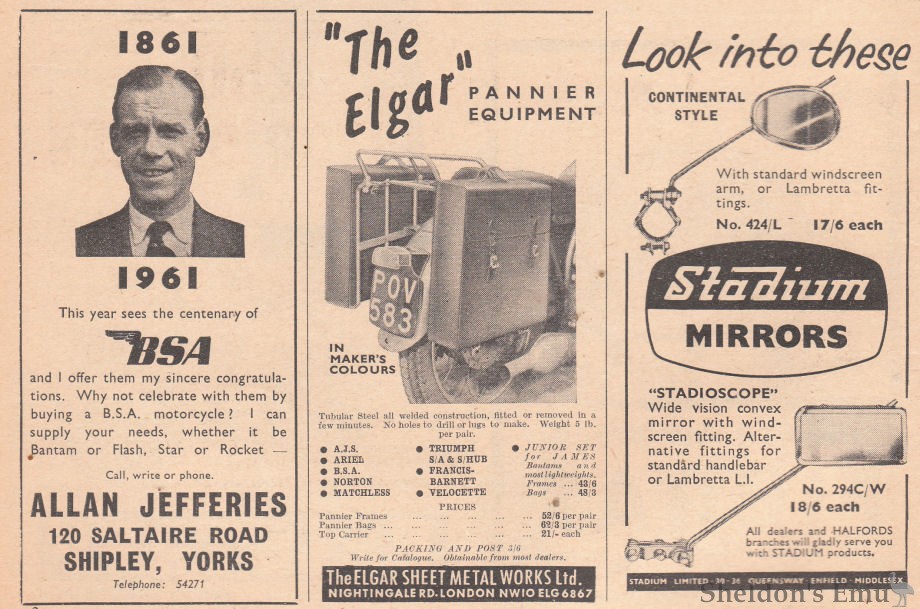 1861
1961
This year sees the centenary of
BSA
and I offer them my sincere congratula-
tions. Why not celebrate with them by
buying a B.S.A. motorcycle? I can
supply your needs, whether it be
Bantam or Flash, Star or Rocket —
Call, write or phone.
ALLAN JEFFERIES
120 SALTAIRE ROAD
SHIPLEY, YORKS
Telephone: 54271
"The
Elgar"
PANNIER
EQUIPMENT
POV
583
IN
MAKER'S
COLOURS
Tubular Steel all welded construction, fitted or removed in a
few minutes. No holes to drill or lugs to make. Weight 5 lb.
per pair.
● A.J.S.
● ARIEL
● B.S.A.
● NORTON
● MATCHLESS
● TRIUMPH
S/A & S/HUB
● FRANCIS-
BARNETT
● VELOCETTE
● JUNIOR SET
for JAMES
Bantams and
most lightweights.
Frames ... 43/6
Bags ... 48/3
PRICES
Pannier Frames ... ... ... ... 52/6 per pair
Pannier Bags ... ... ... ... ... 62/3 per pair
Top Carrier ... ... ... ... ... 21/- each
PACKING AND POST 3/6
Write for Catalogue. Obtainable from most dealers.
The ELGAR SHEET METAL WORKS Ltd.
NIGHTINGALE RD. LONDON NW10 ELG 6867
Look into these
CONTINENTAL
STYLE
With standard windscreen
arm, or Lambretta fit-
tings.
No. 424/L 17/6 each
Stadium
MIRRORS
"STADIOSCOPE"
Wide vision convex
mirror with wind-
screen fitting. Alter-
native fittings for
standard handlebar
or Lambretta L.I.
No. 294C/W
18/6 each
All dealers and HALFORDS
branches will gladly serve you
with STADIUM products.
STADIUM LIMITED · 30-36 QUEENSWAY · ENFIELD · MIDDLESEX
Sheldon's Emu